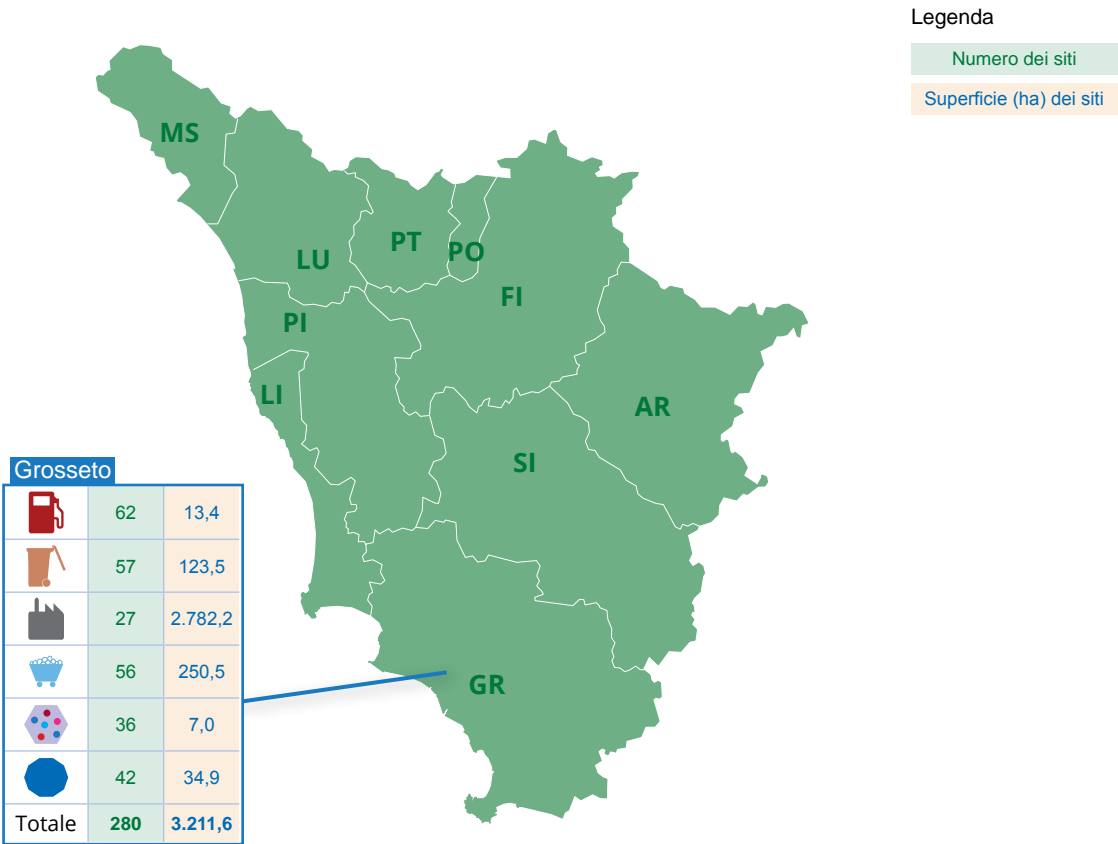 Legenda
Numero dei siti
Superficie (ha) dei siti
MS
LU
PT
PO
FI
PI
LI
AR
SI
GR
Grosseto
62 13,4
57 123,5
27 2.782,2
56 250,5
36 7,0
42 34,9
Totale 280 3.211,6